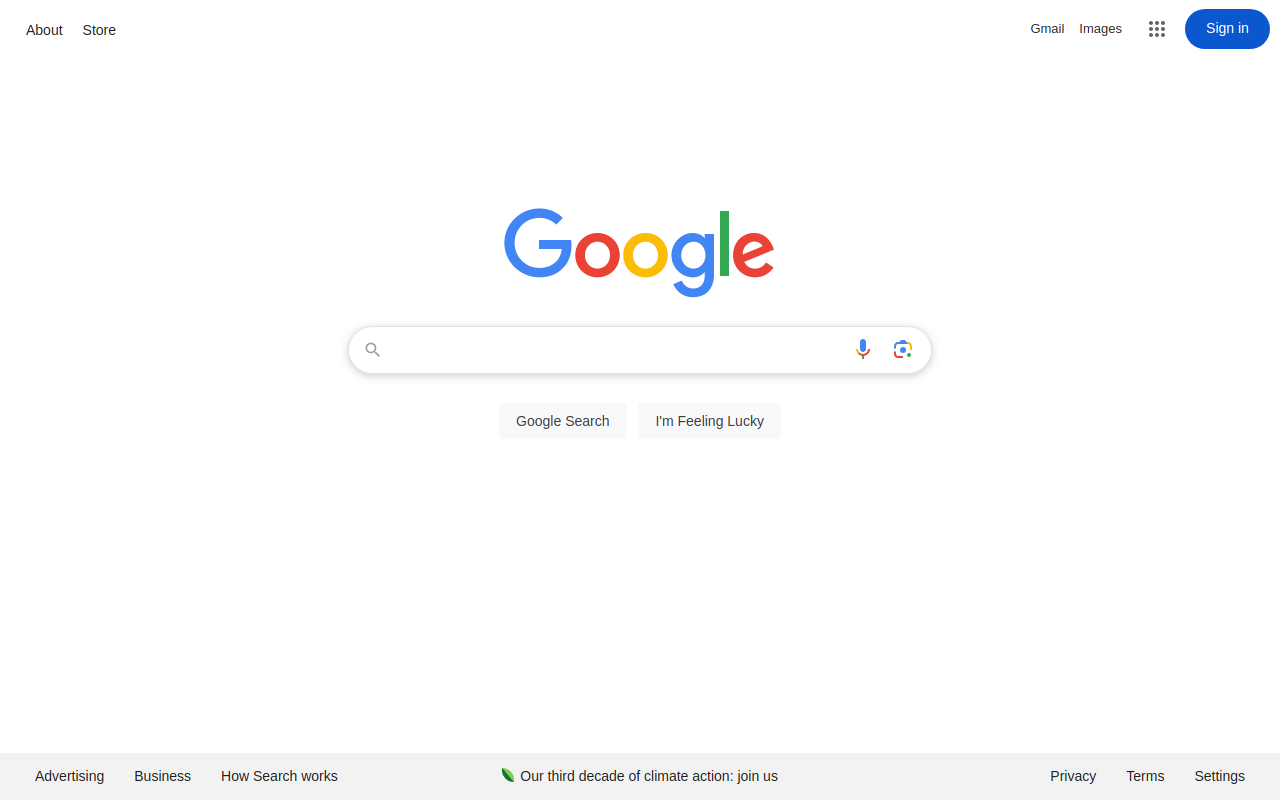 About Store Gmail Images Sign in
Google
Google Search I'm Feeling Lucky
Advertising Business How Search works Our third decade of climate action: join us Privacy Terms Settings